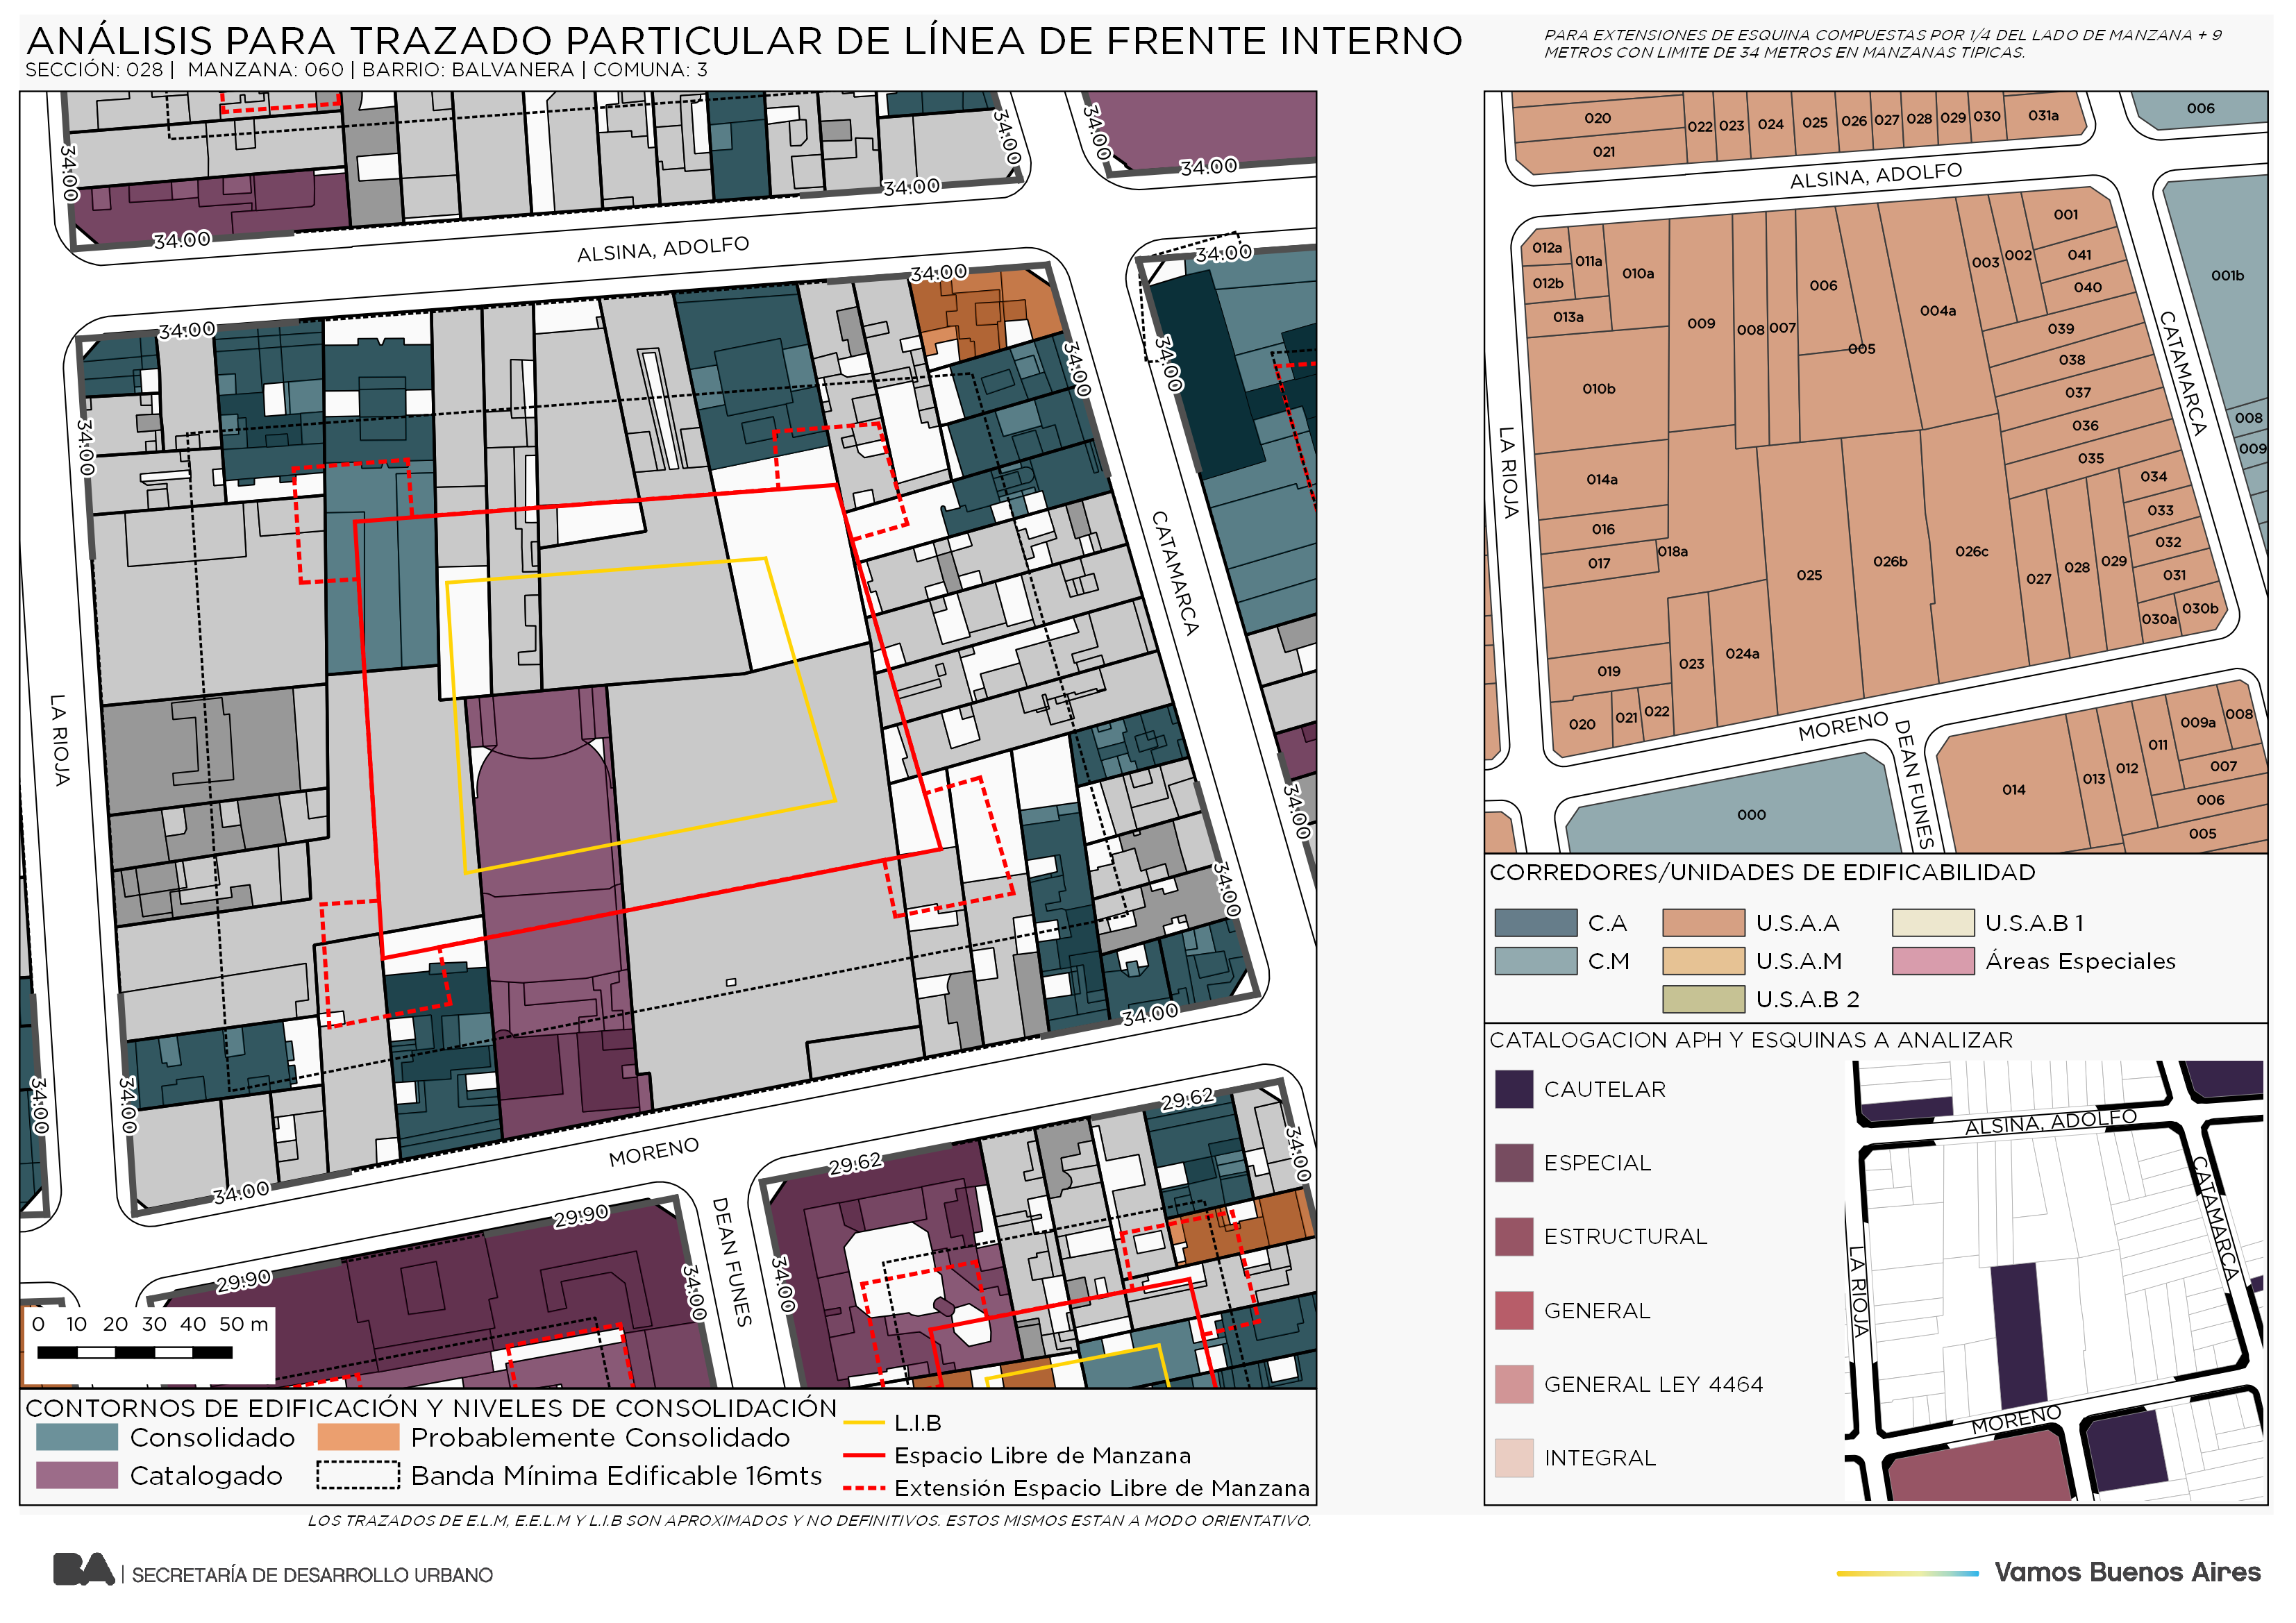 ANÁLISIS PARA TRAZADO PARTICULAR DE LÍNEA DE FRENTE INTERNO
SECCIÓN: 028 | MANZANA: 060 | BARRIO: BALVANERA | COMUNA: 3
PARA EXTENSIONES DE ESQUINA COMPUESTAS POR 1/4 DEL LADO DE MANZANA + 9
METROS CON LIMITE DE 34 METROS EN MANZANAS TIPICAS.
34.00
34.00
34.00
34.00
34.00
34.00
ALSINA, ADOLFO
34.00
34.00
34.00
34.00
34.00
34.00
CATAMARCA
LA RIOJA
34.00
34.00
34.00
34.00
34.00
34.00
MORENO
29.62
29.62
34.00
29.90
29.90
34.00
DEAN FUNES
34.00
0 10 20 30 40 50 m
CONTORNOS DE EDIFICACIÓN Y NIVELES DE CONSOLIDACIÓN
Consolidado
Probablemente Consolidado
Catalogado
Banda Mínima Edificable 16mts
L.I.B
Espacio Libre de Manzana
Extensión Espacio Libre de Manzana
LOS TRAZADOS DE E.L.M, E.E.L.M Y L.I.B SON APROXIMADOS Y NO DEFINITIVOS. ESTOS MISMOS ESTAN A MODO ORIENTATIVO.
020
021
022
023
024
025
026
027
028
029
030
031a
006
ALSINA, ADOLFO
012a
011a
010a
012b
013a
009
008
007
006
005
004a
003
002
001
041
040
039
038
037
036
035
034
033
032
031
030a
030b
010b
014a
016
017
018a
019
020
021
022
023
024a
025
026b
026c
027
028
029
001b
008
009
LA RIOJA
CATAMARCA
MORENO
DEAN FUNES
000
014
013
012
011
009a
008
007
006
005
CORREDORES/UNIDADES DE EDIFICABILIDAD
C.A
U.S.A.A
U.S.A.B 1
C.M
U.S.A.M
Áreas Especiales
U.S.A.B 2
CATALOGACION APH Y ESQUINAS A ANALIZAR
CAUTELAR
ESPECIAL
ESTRUCTURAL
GENERAL
GENERAL LEY 4464
INTEGRAL
ALSINA, ADOLFO
CATAMARCA
LA RIOJA
MORENO
BA | SECRETARÍA DE DESARROLLO URBANO
Vamos Buenos Aires